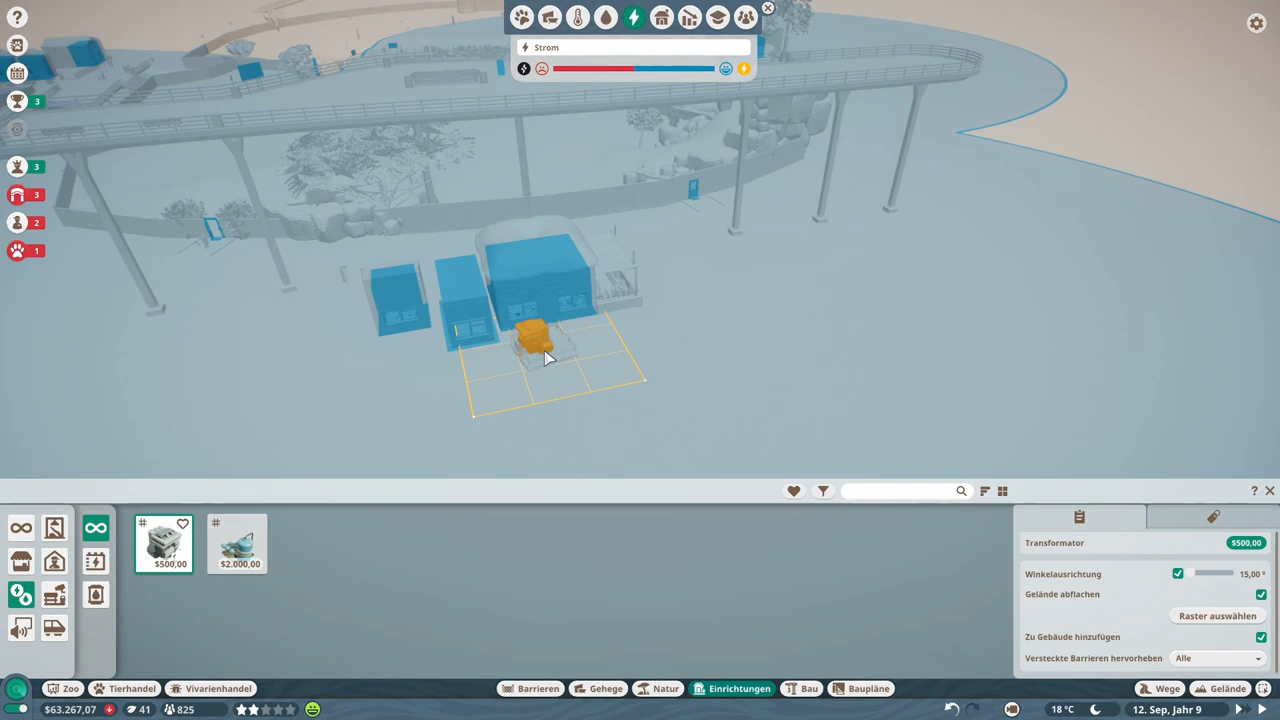 ?
Strom
3
3
3
2
1
? 
#
$500,00
#
$2.000,00
Transformator $500,00
Winkelausrichtung 15,00 °
Gelände abflachen
Raster auswählen
Zu Gebäude hinzufügen
Versteckte Barrieren hervorheben Alle
Zoo Tierhandel Vivarienhandel Barrieren Gehege Natur Einrichtungen Bau Baupläne Wege Gelände
$63.267,07 41 825 18 °C 12. Sep, Jahr 9